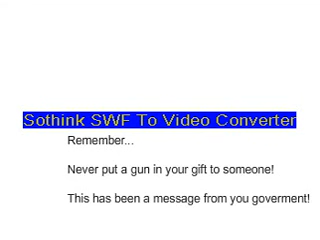 Sothink SWF To Video Converter
Remember...
Never put a gun in your gift to someone!
This has been a message from you goverment!